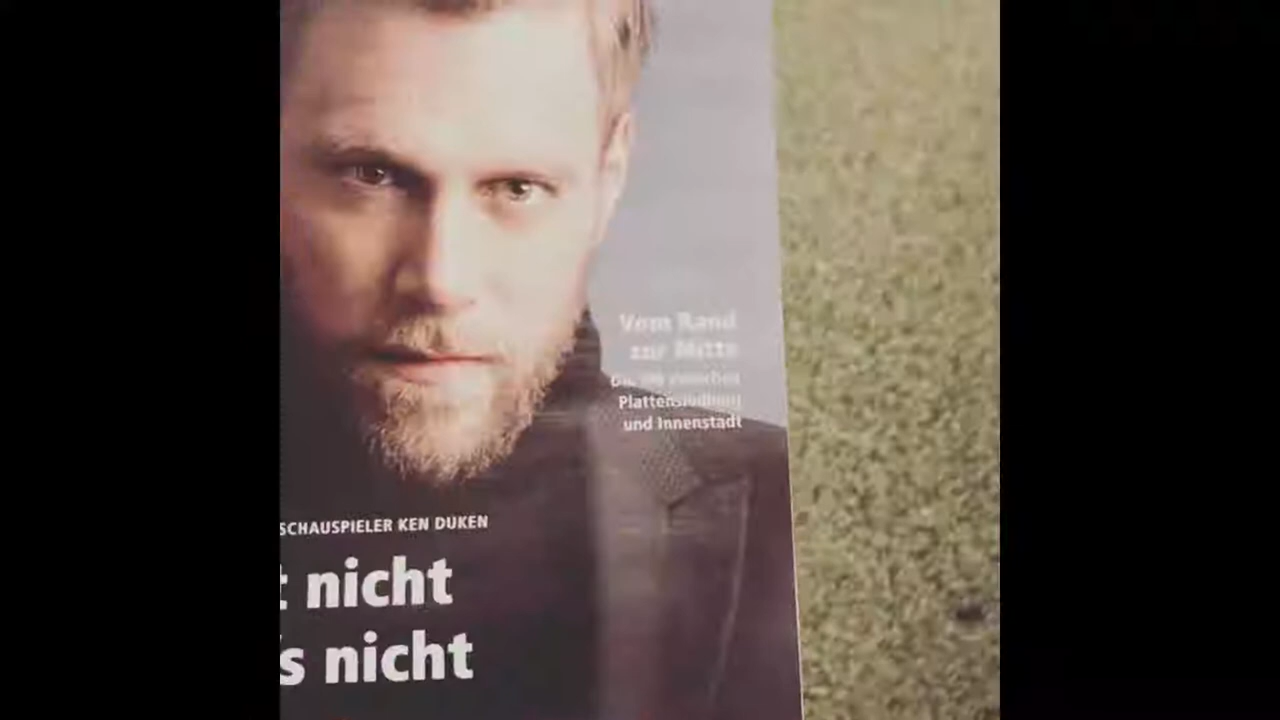 Vom Rand
zur Mitte
Plattensiedlung
und Innenstadt
SCHAUSPIELER KEN DUKEN
t nicht
's nicht